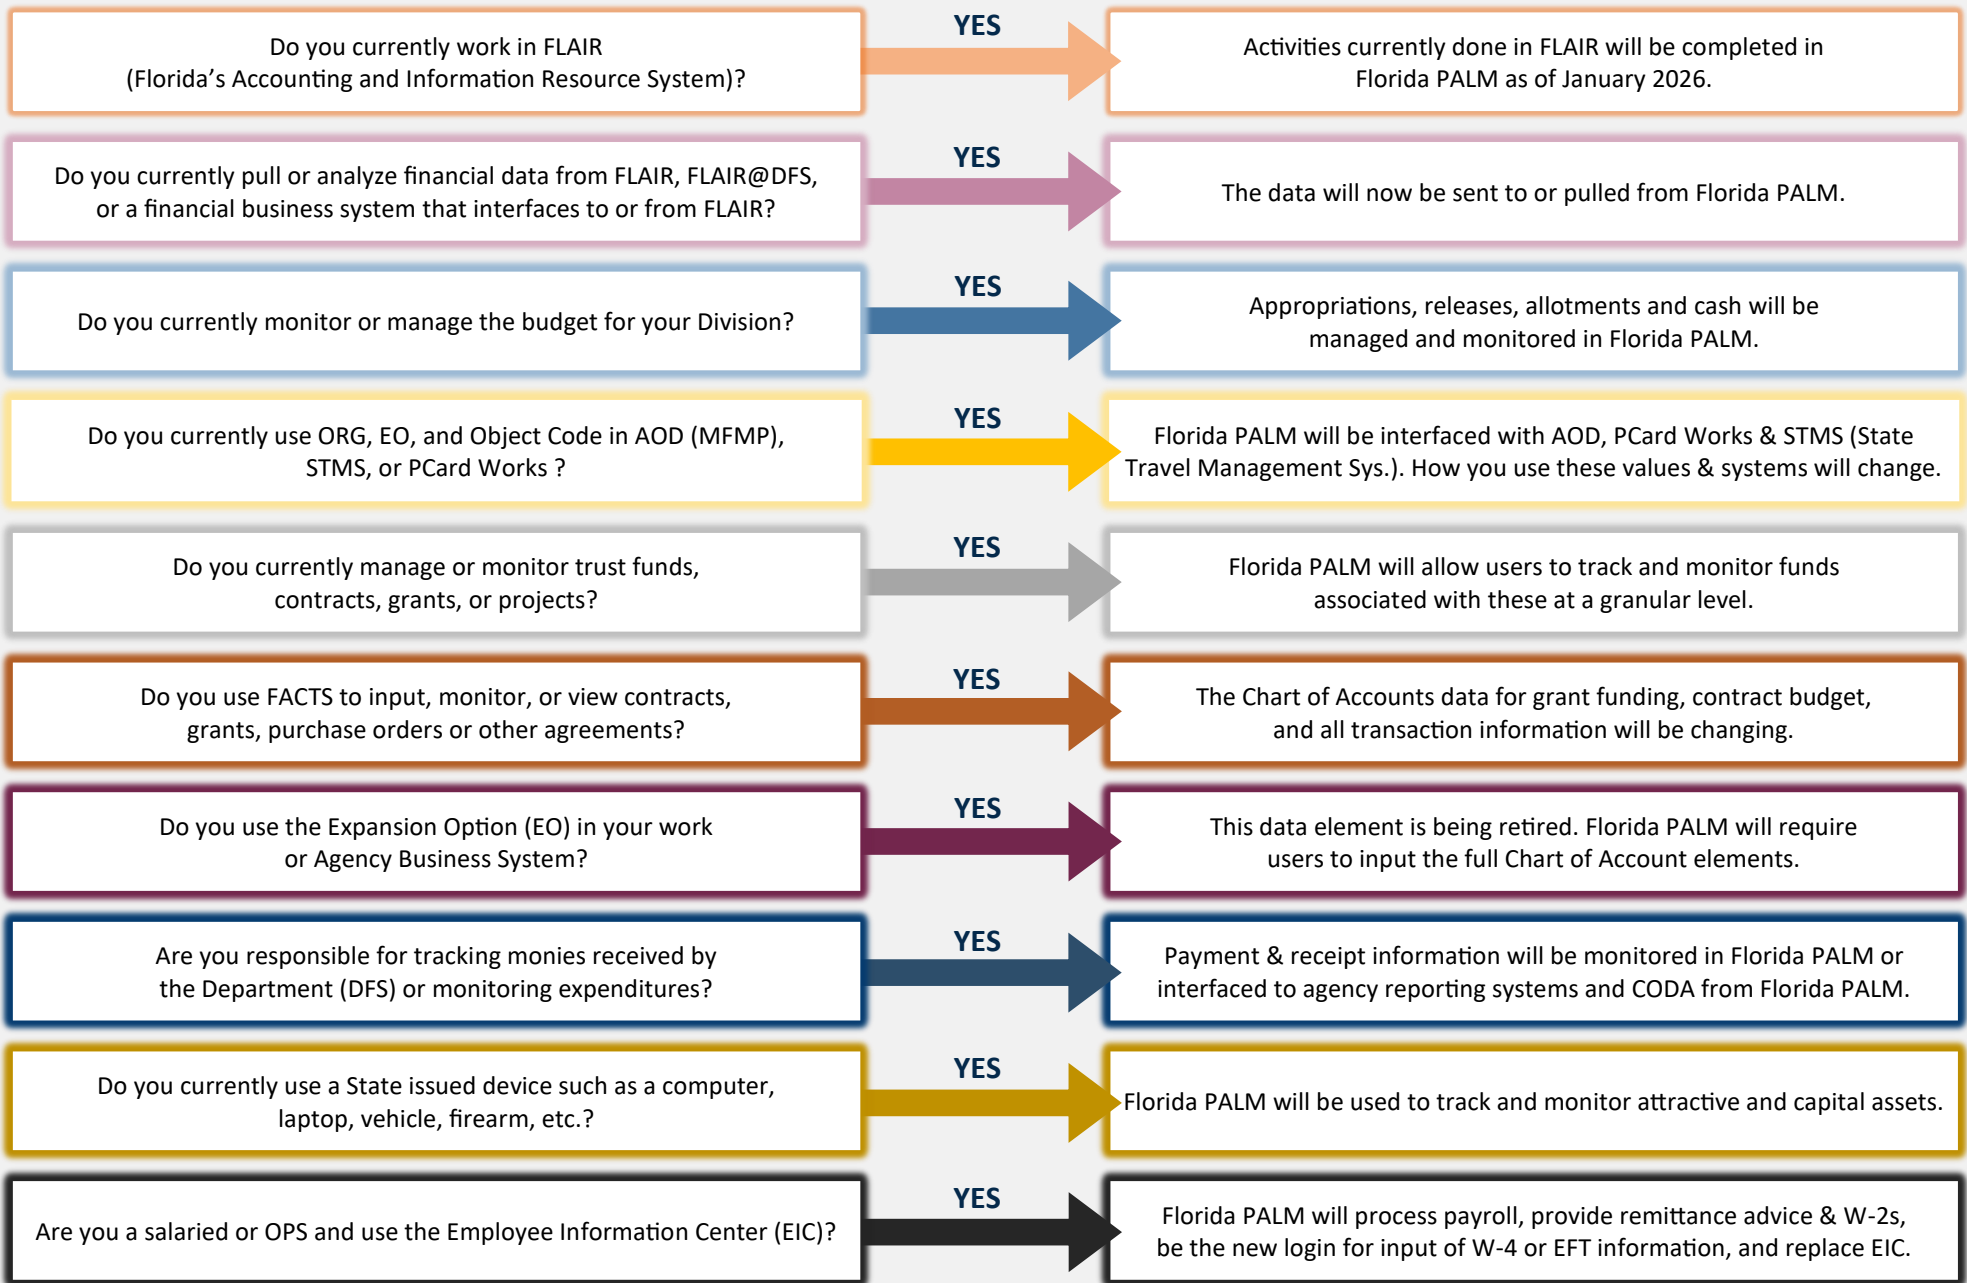 Do you currently work in FLAIR
(Florida's Accounting and Information Resource System)?
YES
Activities currently done in FLAIR will be completed in
Florida PALM as of January 2026.
Do you currently pull or analyze financial data from FLAIR, FLAIR@DFS,
or a financial business system that interfaces to or from FLAIR?
YES
The data will now be sent to or pulled from Florida PALM.
Do you currently monitor or manage the budget for your Division?
YES
Appropriations, releases, allotments and cash will be
managed and monitored in Florida PALM.
Do you currently use ORG, EO, and Object Code in AOD (MFMP),
STMS, or PCard Works ?
YES
Florida PALM will be interfaced with AOD, PCard Works & STMS (State
Travel Management Sys.). How you use these values & systems will change.
Do you currently manage or monitor trust funds,
contracts, grants, or projects?
YES
Florida PALM will allow users to track and monitor funds
associated with these at a granular level.
Do you use FACTS to input, monitor, or view contracts,
grants, purchase orders or other agreements?
YES
The Chart of Accounts data for grant funding, contract budget,
and all transaction information will be changing.
Do you use the Expansion Option (EO) in your work
or Agency Business System?
YES
This data element is being retired. Florida PALM will require
users to input the full Chart of Account elements.
Are you responsible for tracking monies received by
the Department (DFS) or monitoring expenditures?
YES
Payment & receipt information will be monitored in Florida PALM or
interfaced to agency reporting systems and CODA from Florida PALM.
Do you currently use a State issued device such as a computer,
laptop, vehicle, firearm, etc.?
YES
Florida PALM will be used to track and monitor attractive and capital assets.
Are you a salaried or OPS and use the Employee Information Center (EIC)?
YES
Florida PALM will process payroll, provide remittance advice & W-2s,
be the new login for input of W-4 or EFT information, and replace EIC.